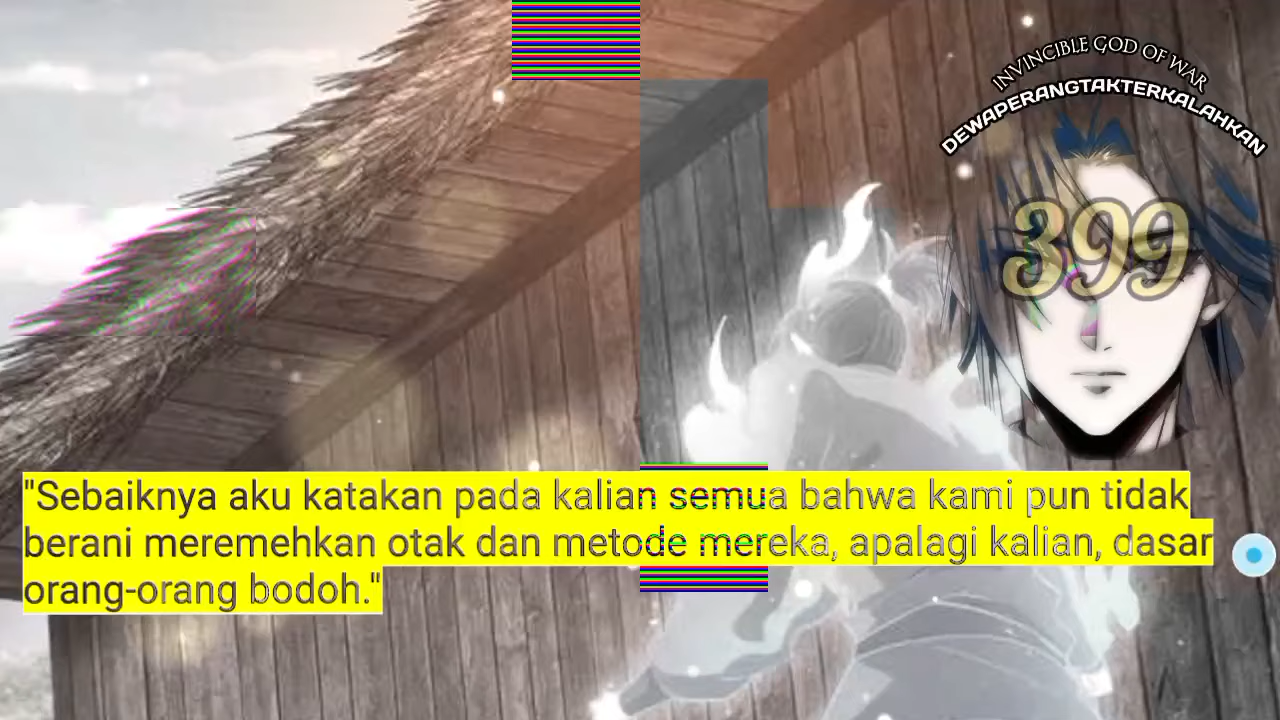 INVINCIBLE GOD OF WAR
DEWAPERANGTAKTERKALAHKAN
399
"Sebaiknya aku katakan pada kalian semua bahwa kami pun tidak
berani meremehkan otak dan metode mereka, apalagi kalian, dasar
orang-orang bodoh."